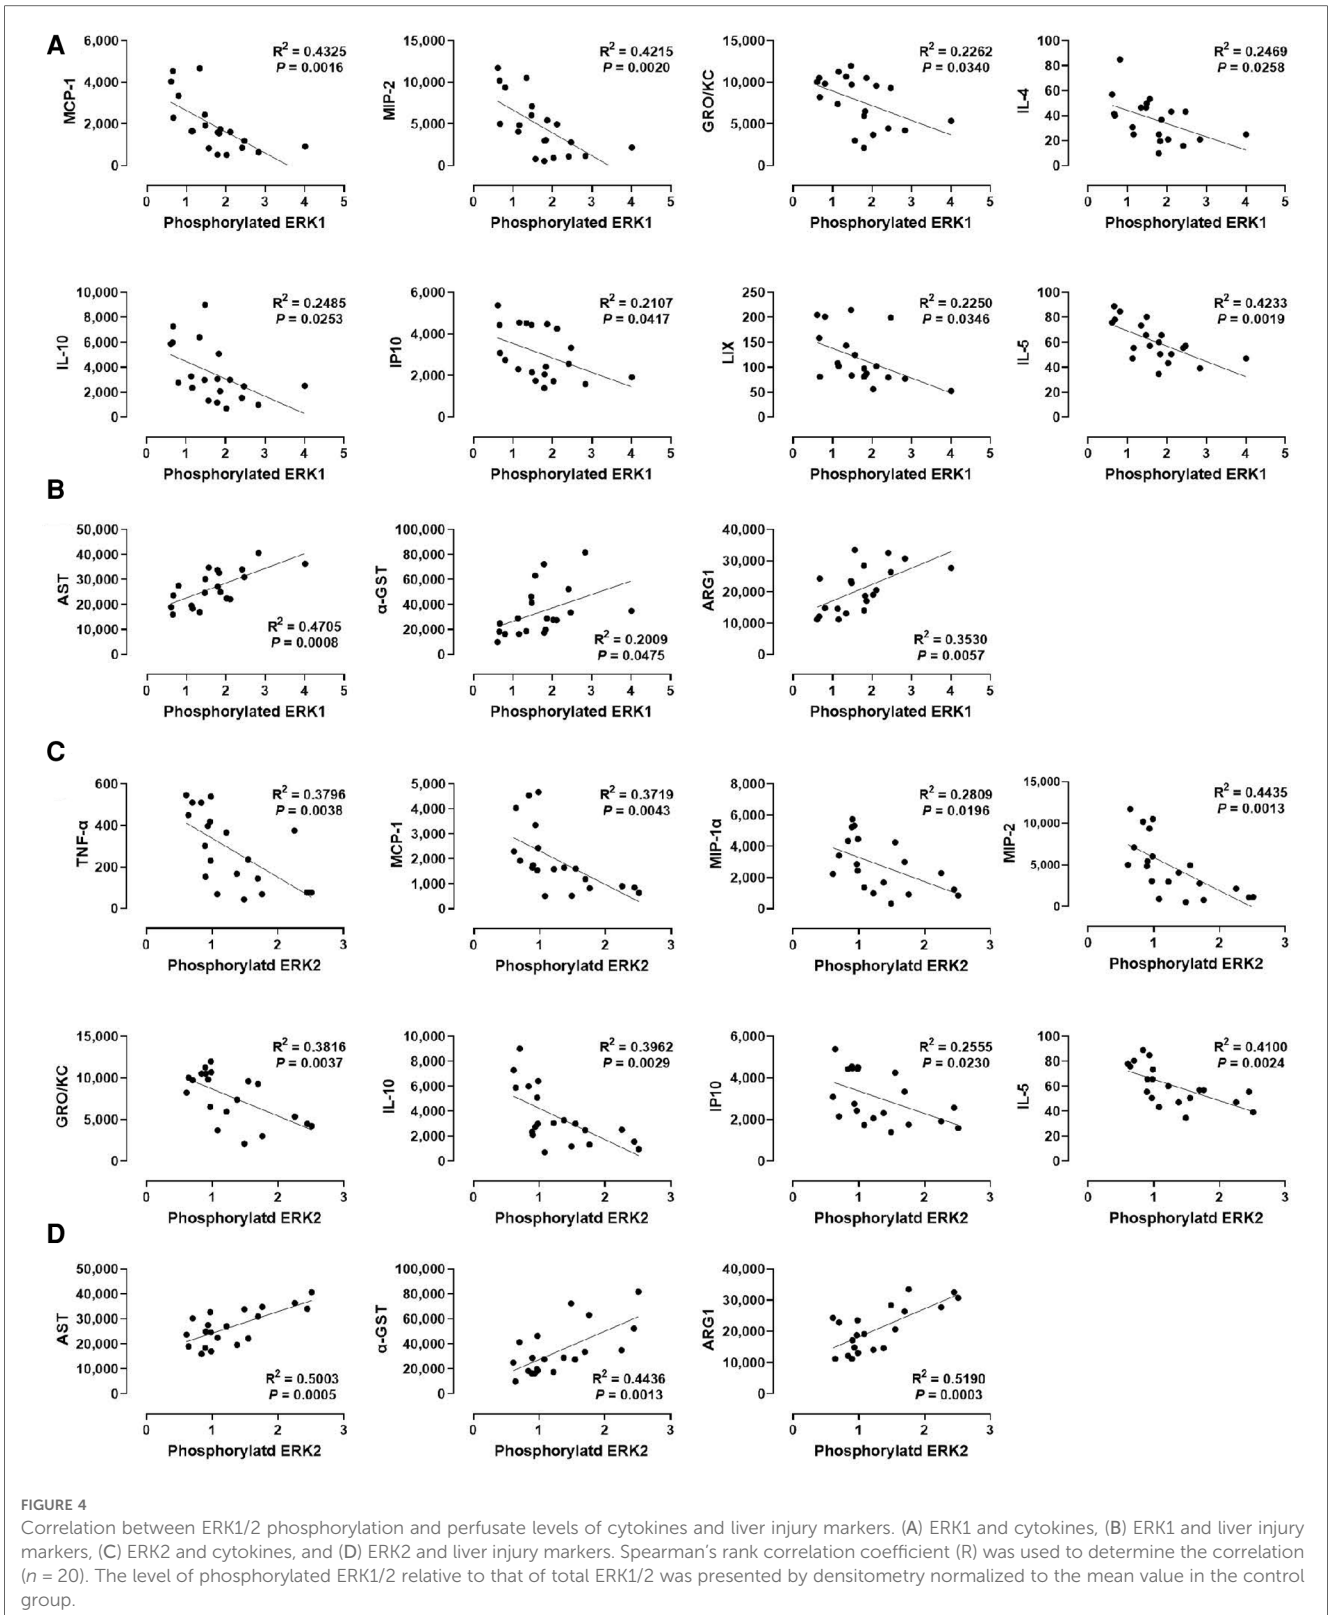 A
MCP-1
6,000
4,000
2,000
0
R² = 0.4325
P = 0.0016
0 1 2 3 4 5
Phosphorylated ERK1
MIP-2
15,000
10,000
5,000
0
R² = 0.4215
P = 0.0020
0 1 2 3 4 5
Phosphorylated ERK1
GRO/KC
15,000
10,000
5,000
0
R² = 0.2262
P = 0.0340
0 1 2 3 4 5
Phosphorylated ERK1
IL-4
100
80
60
40
20
0
R² = 0.2469
P = 0.0258
0 1 2 3 4 5
Phosphorylated ERK1
IL-10
10,000
8,000
6,000
4,000
2,000
0
R² = 0.2485
P = 0.0253
0 1 2 3 4 5
Phosphorylated ERK1
IP10
6,000
4,000
2,000
0
R² = 0.2107
P = 0.0417
0 1 2 3 4 5
Phosphorylated ERK1
LIX
250
200
150
100
50
0
R² = 0.2250
P = 0.0346
0 1 2 3 4 5
Phosphorylated ERK1
IL-5
100
80
60
40
20
0
R² = 0.4233
P = 0.0019
0 1 2 3 4 5
Phosphorylated ERK1
B
AST
50,000
40,000
30,000
20,000
10,000
0
R² = 0.4705
P = 0.0008
0 1 2 3 4 5
Phosphorylated ERK1
α-GST
100,000
80,000
60,000
40,000
20,000
0
R² = 0.2009
P = 0.0475
0 1 2 3 4 5
Phosphorylated ERK1
ARG1
40,000
30,000
20,000
10,000
0
R² = 0.3530
P = 0.0057
0 1 2 3 4 5
Phosphorylated ERK1
C
TNF-α
600
400
200
0
R² = 0.3796
P = 0.0038
0 1 2 3
Phosphorylatd ERK2
MCP-1
5,000
4,000
3,000
2,000
1,000
0
R² = 0.3719
P = 0.0043
0 1 2 3
Phosphorylatd ERK2
MIP-1α
8,000
6,000
4,000
2,000
0
R² = 0.2809
P = 0.0196
0 1 2 3
Phosphorylatd ERK2
MIP-2
15,000
10,000
5,000
0
R² = 0.4435
P = 0.0013
0 1 2 3
Phosphorylatd ERK2
GRO/KC
15,000
10,000
5,000
0
R² = 0.3816
P = 0.0037
0 1 2 3
Phosphorylatd ERK2
IL-10
10,000
8,000
6,000
4,000
2,000
0
R² = 0.3962
P = 0.0029
0 1 2 3
Phosphorylatd ERK2
IP10
6,000
4,000
2,000
0
R² = 0.2555
P = 0.0230
0 1 2 3
Phosphorylatd ERK2
IL-5
100
80
60
40
20
0
R² = 0.4100
P = 0.0024
0 1 2 3
Phosphorylatd ERK2
D
AST
50,000
40,000
30,000
20,000
10,000
0
R² = 0.5003
P = 0.0005
0 1 2 3
Phosphorylatd ERK2
α-GST
100,000
80,000
60,000
40,000
20,000
0
R² = 0.4436
P = 0.0013
0 1 2 3
Phosphorylatd ERK2
ARG1
40,000
30,000
20,000
10,000
0
R² = 0.5190
P = 0.0003
0 1 2 3
Phosphorylatd ERK2
FIGURE 4
Correlation between ERK1/2 phosphorylation and perfusate levels of cytokines and liver injury markers. (A) ERK1 and cytokines, (B) ERK1 and liver injury
markers, (C) ERK2 and cytokines, and (D) ERK2 and liver injury markers. Spearman's rank correlation coefficient (R) was used to determine the correlation
(n = 20). The level of phosphorylated ERK1/2 relative to that of total ERK1/2 was presented by densitometry normalized to the mean value in the control
group.